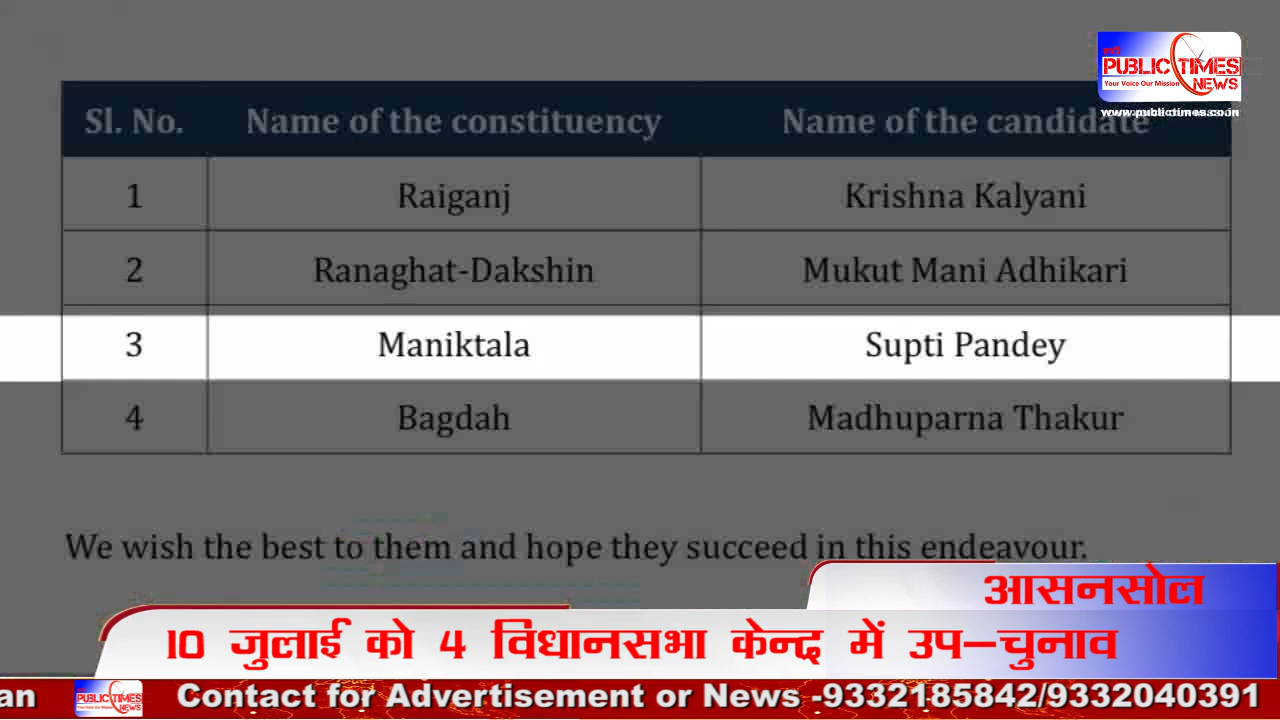 PUBLIC TIMES
Your Voice Our Mission NEWS
www.publictimes.co.in
Sl. No. Name of the constituency Name of the candidate
1 Raiganj Krishna Kalyani
2 Ranaghat-Dakshin Mukut Mani Adhikari
3 Maniktala Supti Pandey
4 Bagdah Madhuparna Thakur
We wish the best to them and hope they succeed in this endeavour.
आसनसोल
10 जुलाई को 4 विधानसभा केन्द्र में उप-चुनाव
an PUBLIC TIMES NEWS Contact for Advertisement or News -9332185842/9332040391